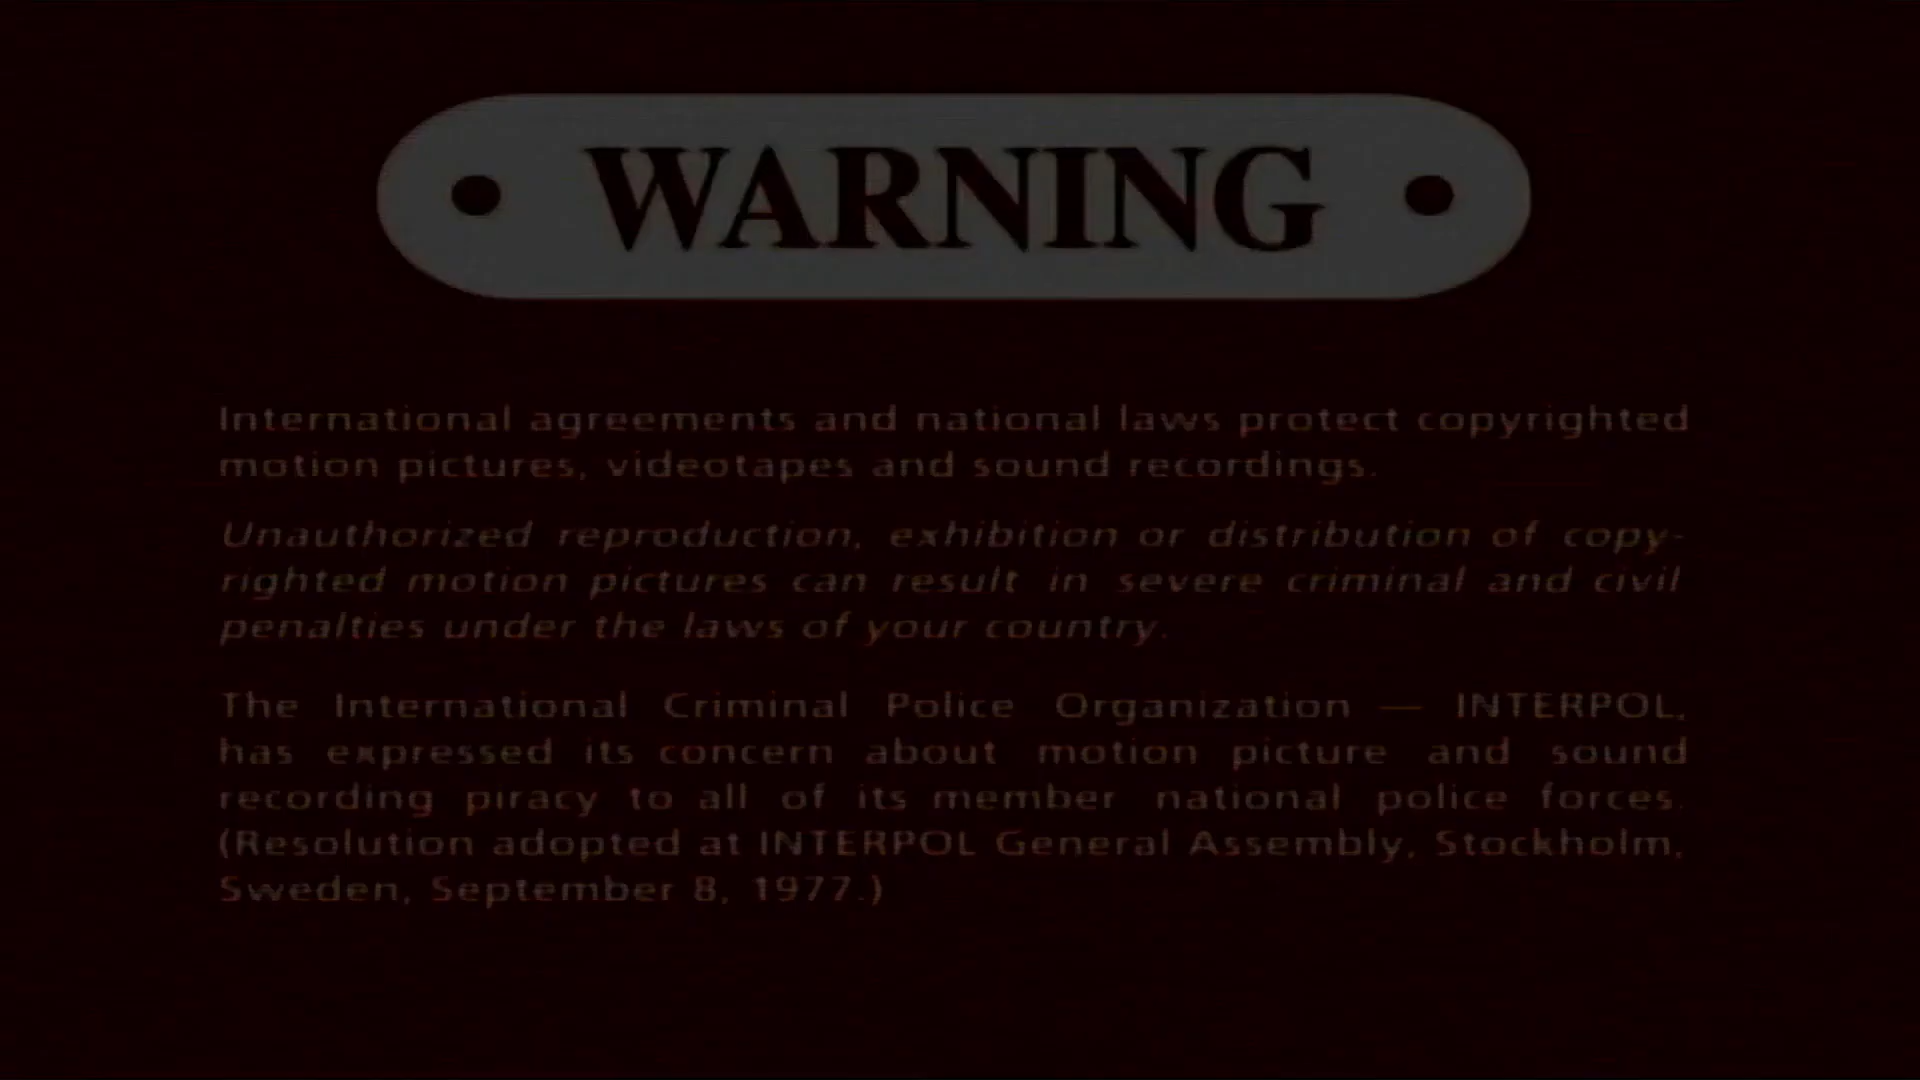 • WARNING •
International agreements and national laws protect copyrighted
motion pictures, videotapes and sound recordings.
Unauthorized reproduction, exhibition or distribution of copy-
righted motion pictures can result in severe criminal and civil
penalties under the laws of your country.
The International Criminal Police Organization — INTERPOL,
has expressed its concern about motion picture and sound
recording piracy to all of its member national police forces.
(Resolution adopted at INTERPOL General Assembly, Stockholm,
Sweden, September 8, 1977.)